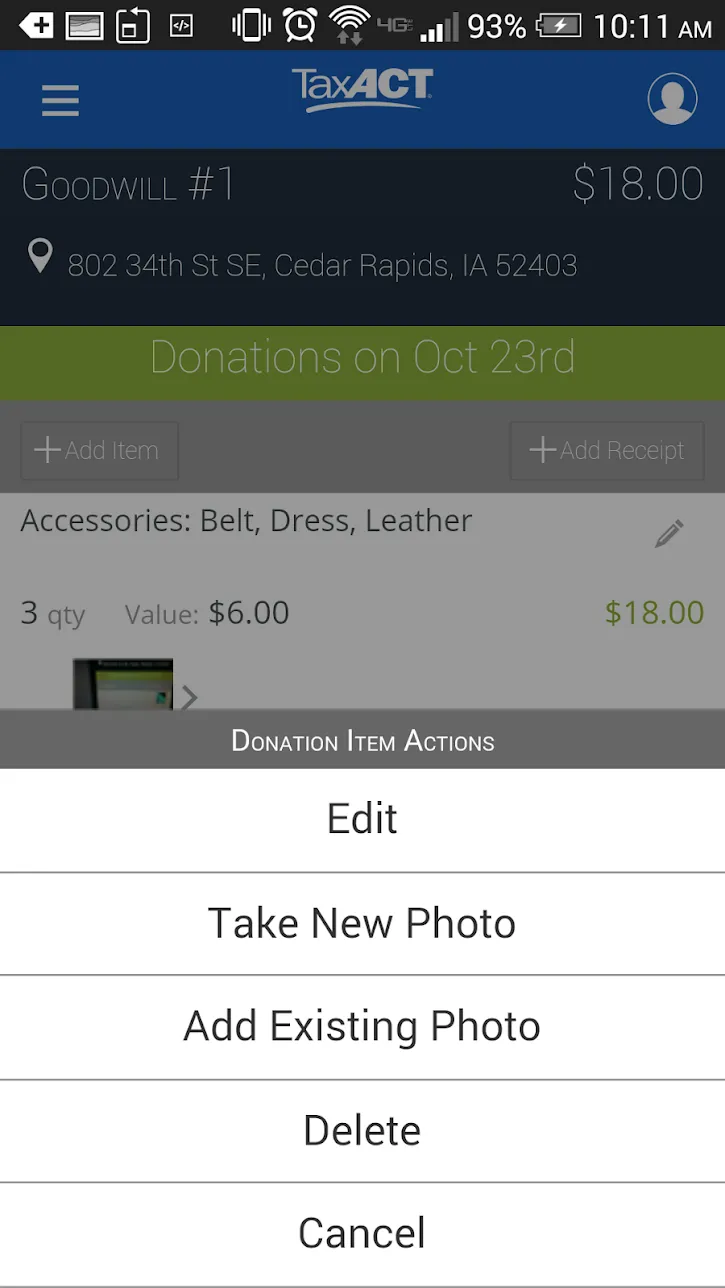 4G 93% 10:11 AM
TaxACT
Goodwill #1 $18.00
802 34th St SE, Cedar Rapids, IA 52403
Donations on Oct 23rd
+Add Item +Add Receipt
Accessories: Belt, Dress, Leather
3 qty Value: $6.00 $18.00
Donation Item Actions
Edit
Take New Photo
Add Existing Photo
Delete
Cancel